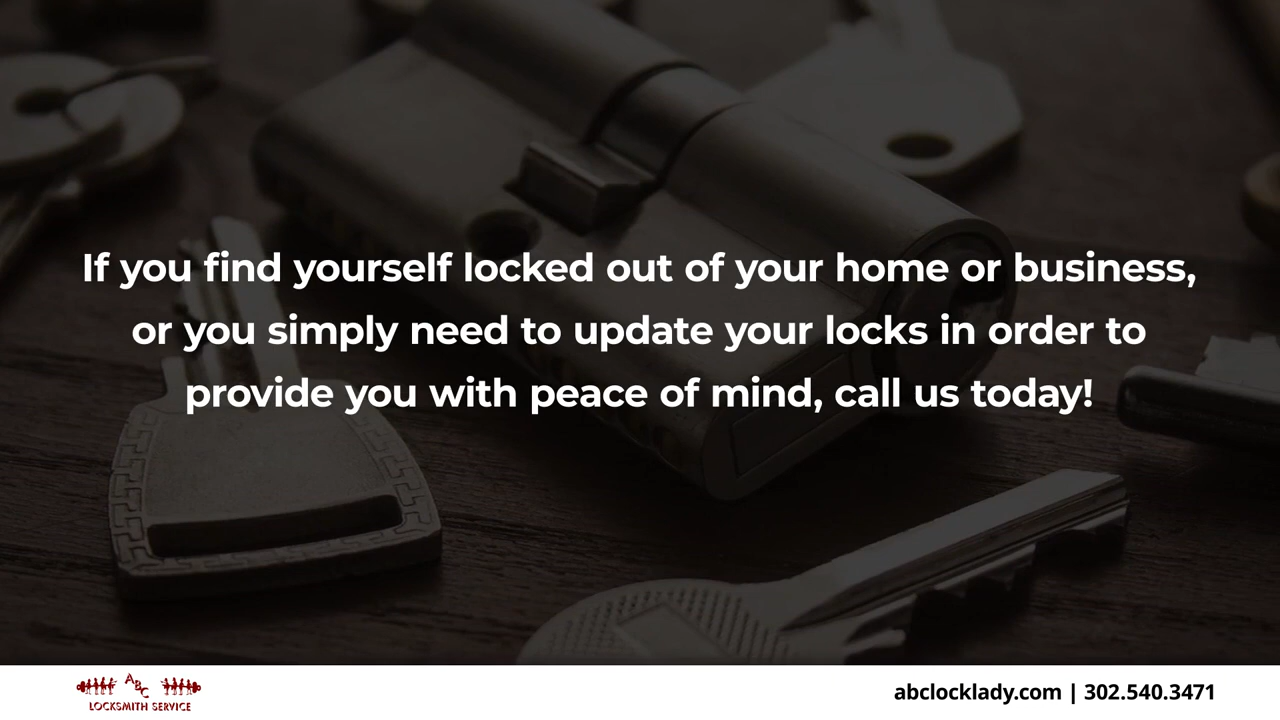 If you find yourself locked out of your home or business,
or you simply need to update your locks in order to
provide you with peace of mind, call us today!
ABC
LOCKSMITH SERVICE
abclocklady.com | 302.540.3471